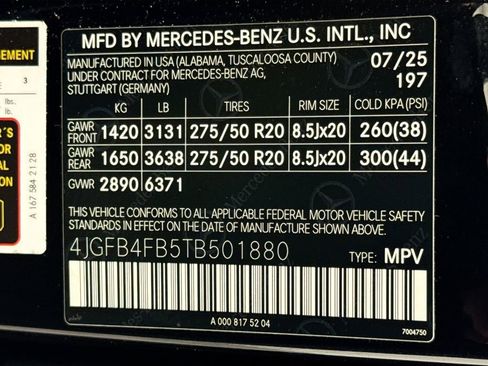 MFD BY MERCEDES-BENZ U.S. INTL., INC
MANUFACTURED IN USA (ALABAMA, TUSCALOOSA COUNTY) 07/25
UNDER CONTRACT FOR MERCEDES-BENZ AG, 197
STUTTGART (GERMANY)
KG LB TIRES RIM SIZE COLD KPA (PSI)
GAWR FRONT 1420 3131 275/50 R20 8.5Jx20 260(38)
GAWR REAR 1650 3638 275/50 R20 8.5Jx20 300(44)
GVWR 2890 6371
THIS VEHICLE CONFORMS TO ALL APPLICABLE FEDERAL MOTOR VEHICLE SAFETY
STANDARDS IN EFFECT ON THE DATE OF MANUFACTURE SHOWN ABOVE.
4JGFB4FB5TB501880 TYPE: MPV
A 000 817 52 04
7004750
3
lbs.
A 167 584 21 28